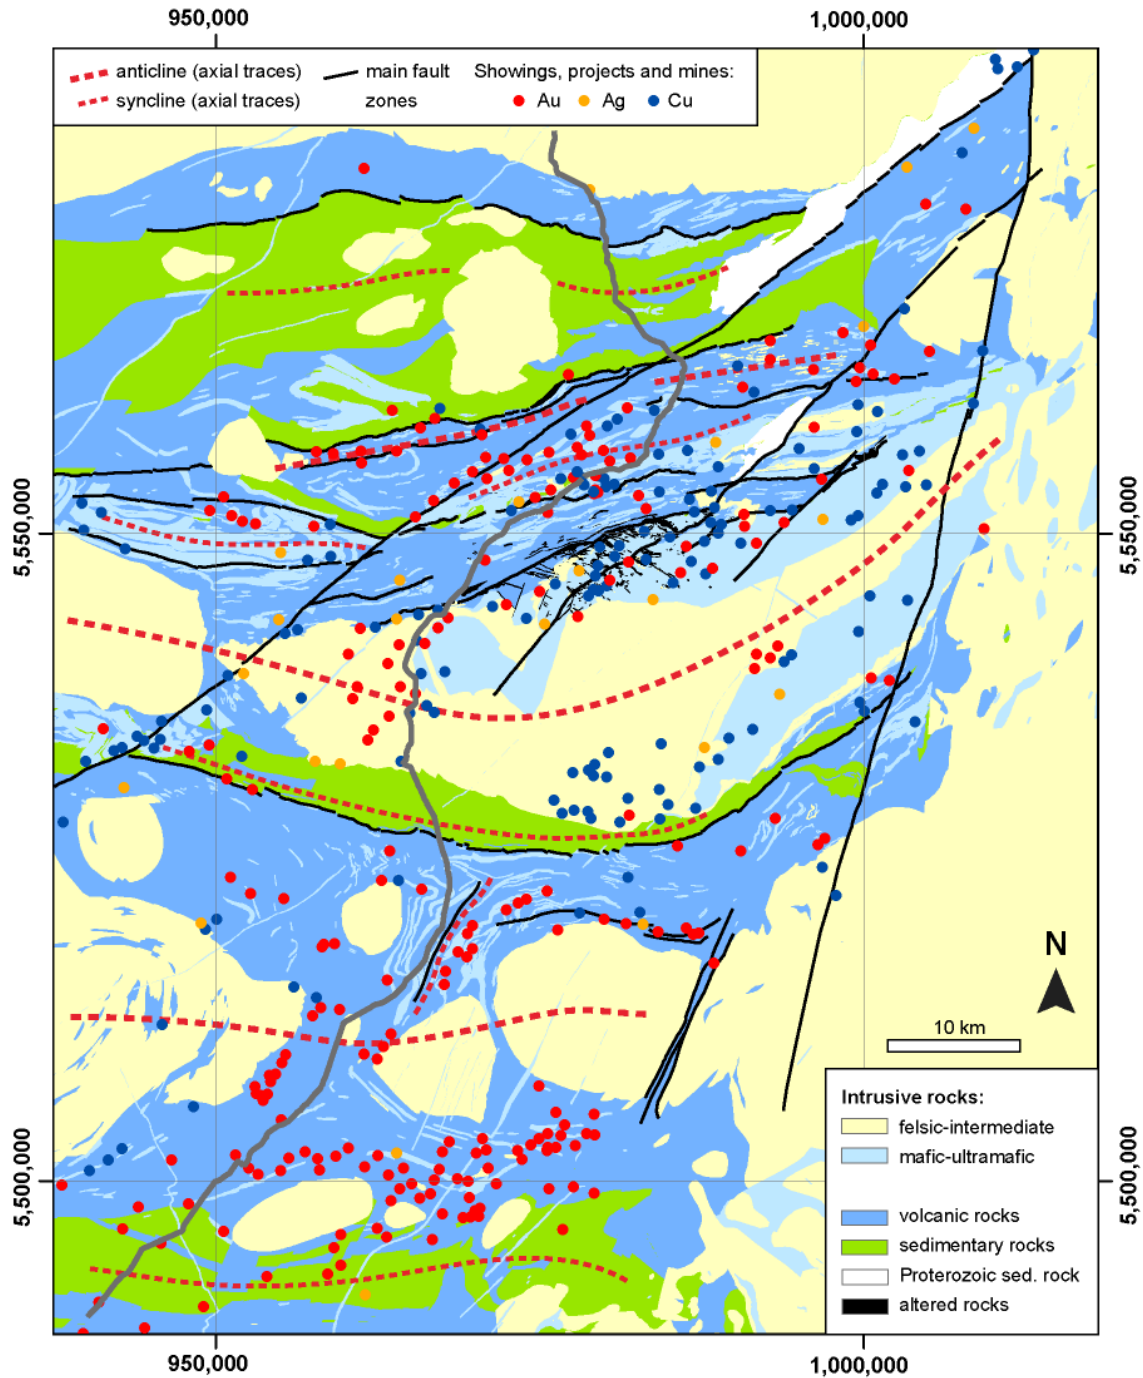 950,000 1,000,000
anticline (axial traces) main fault Showings, projects and mines:
syncline (axial traces) zones Au Ag Cu
5,550,000 5,550,000
N
10 km
Intrusive rocks:
felsic-intermediate
mafic-ultramafic
5,500,000 5,500,000
volcanic rocks
sedimentary rocks
Proterozoic sed. rock
altered rocks
950,000 1,000,000